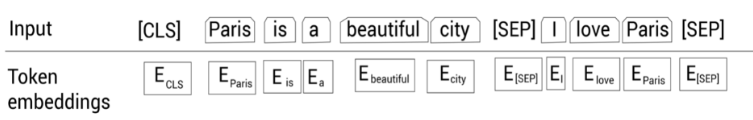 Input [CLS] Paris is a beautiful city [SEP] I love Paris [SEP]
Token embeddings E_CLS E_Paris E_is E_a E_beautiful E_city E_[SEP] E_I E_love E_Paris E_[SEP]